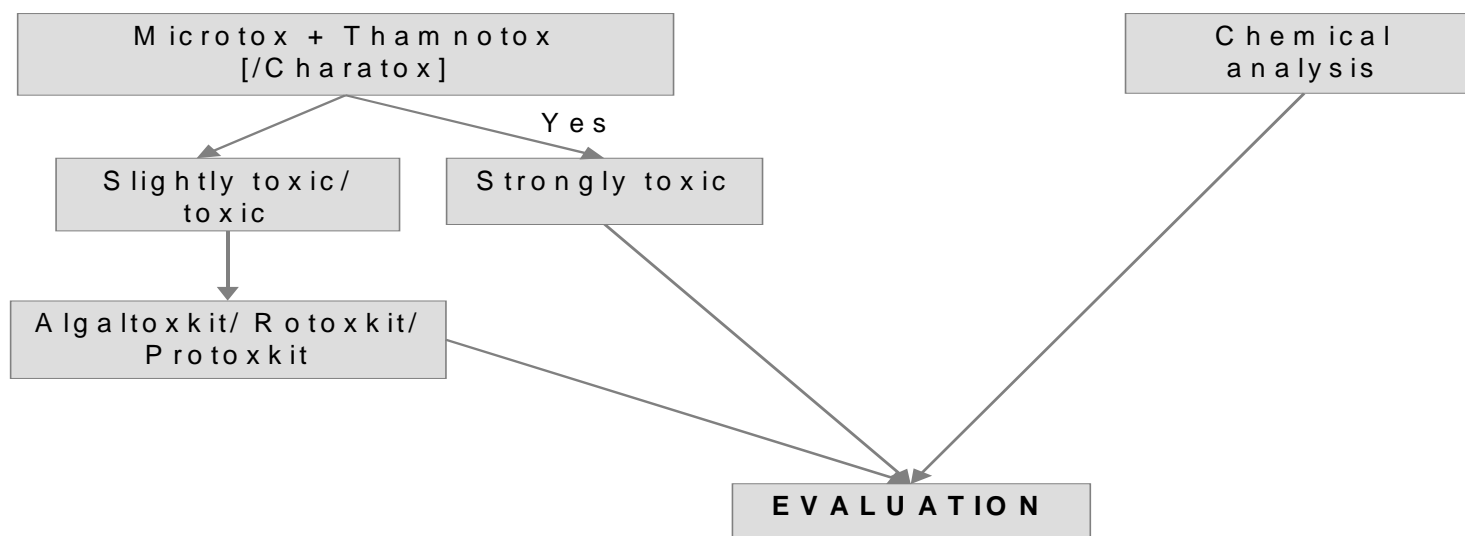 Microtox + Thamnotox
[/Charatox]
Chemical
analysis
Yes
Slightly toxic/
toxic
Strongly toxic
Algaltoxkit/ Rotoxkit/
Protoxkit
EVALUATION